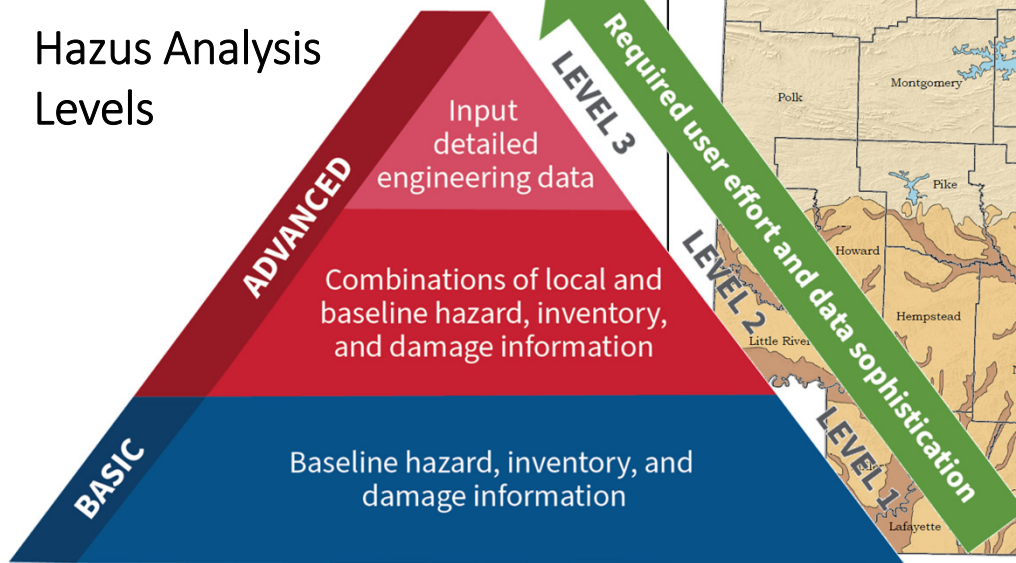 Hazus Analysis
Levels
Input
detailed
engineering data
Combinations of local and
baseline hazard, inventory,
and damage information
Baseline hazard, inventory, and
damage information
ADVANCED
BASIC
LEVEL 3
LEVEL 2
LEVEL 1
Required user effort and data sophistication
Polk
Montgomery
Pike
Howard
Hempstead
Little River
Lafayette